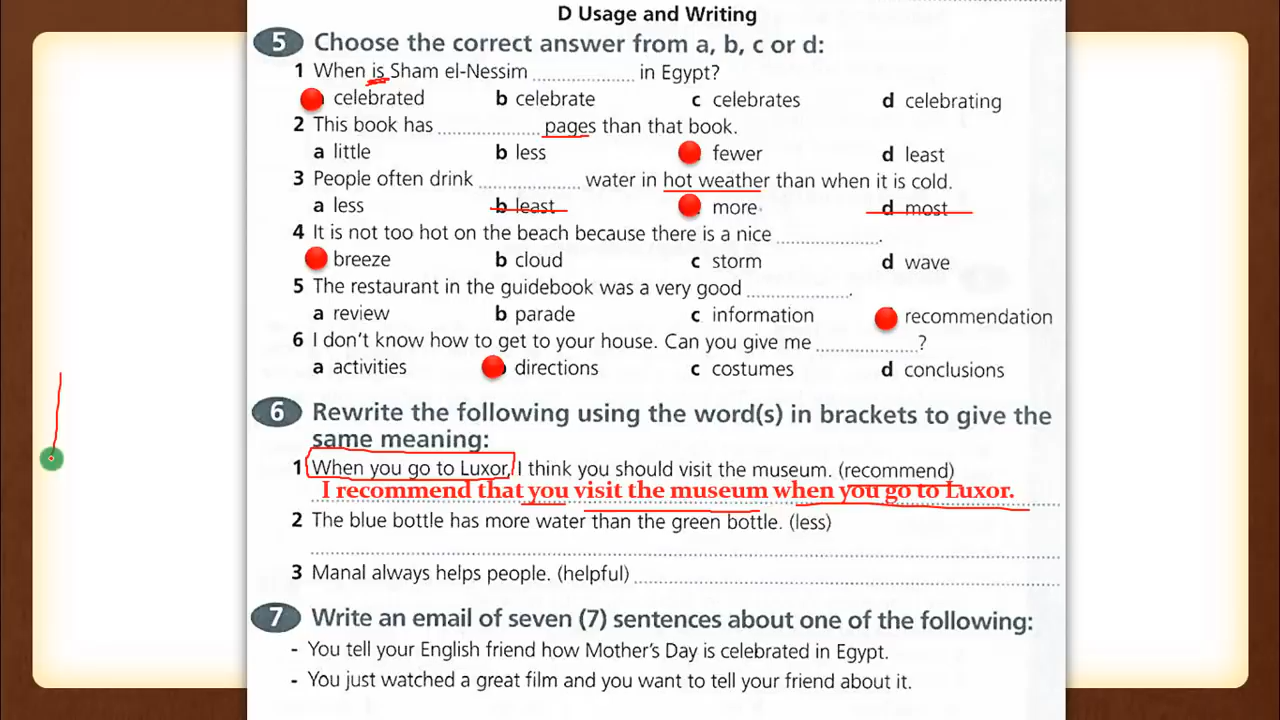 D Usage and Writing
5 Choose the correct answer from a, b, c or d:
1 When is Sham el-Nessim ................ in Egypt?
celebrated b celebrate c celebrates d celebrating
2 This book has ................ pages than that book.
a little b less fewer d least
3 People often drink ................ water in hot weather than when it is cold.
a less b least more d most
4 It is not too hot on the beach because there is a nice ................ .
breeze b cloud c storm d wave
5 The restaurant in the guidebook was a very good ................ .
a review b parade c information recommendation
6 I don't know how to get to your house. Can you give me ................ ?
a activities directions c costumes d conclusions
6 Rewrite the following using the word(s) in brackets to give the
same meaning:
1 When you go to Luxor, I think you should visit the museum. (recommend)
I recommend that you visit the museum when you go to Luxor.
2 The blue bottle has more water than the green bottle. (less)
3 Manal always helps people. (helpful) ................
7 Write an email of seven (7) sentences about one of the following:
- You tell your English friend how Mother's Day is celebrated in Egypt.
- You just watched a great film and you want to tell your friend about it.